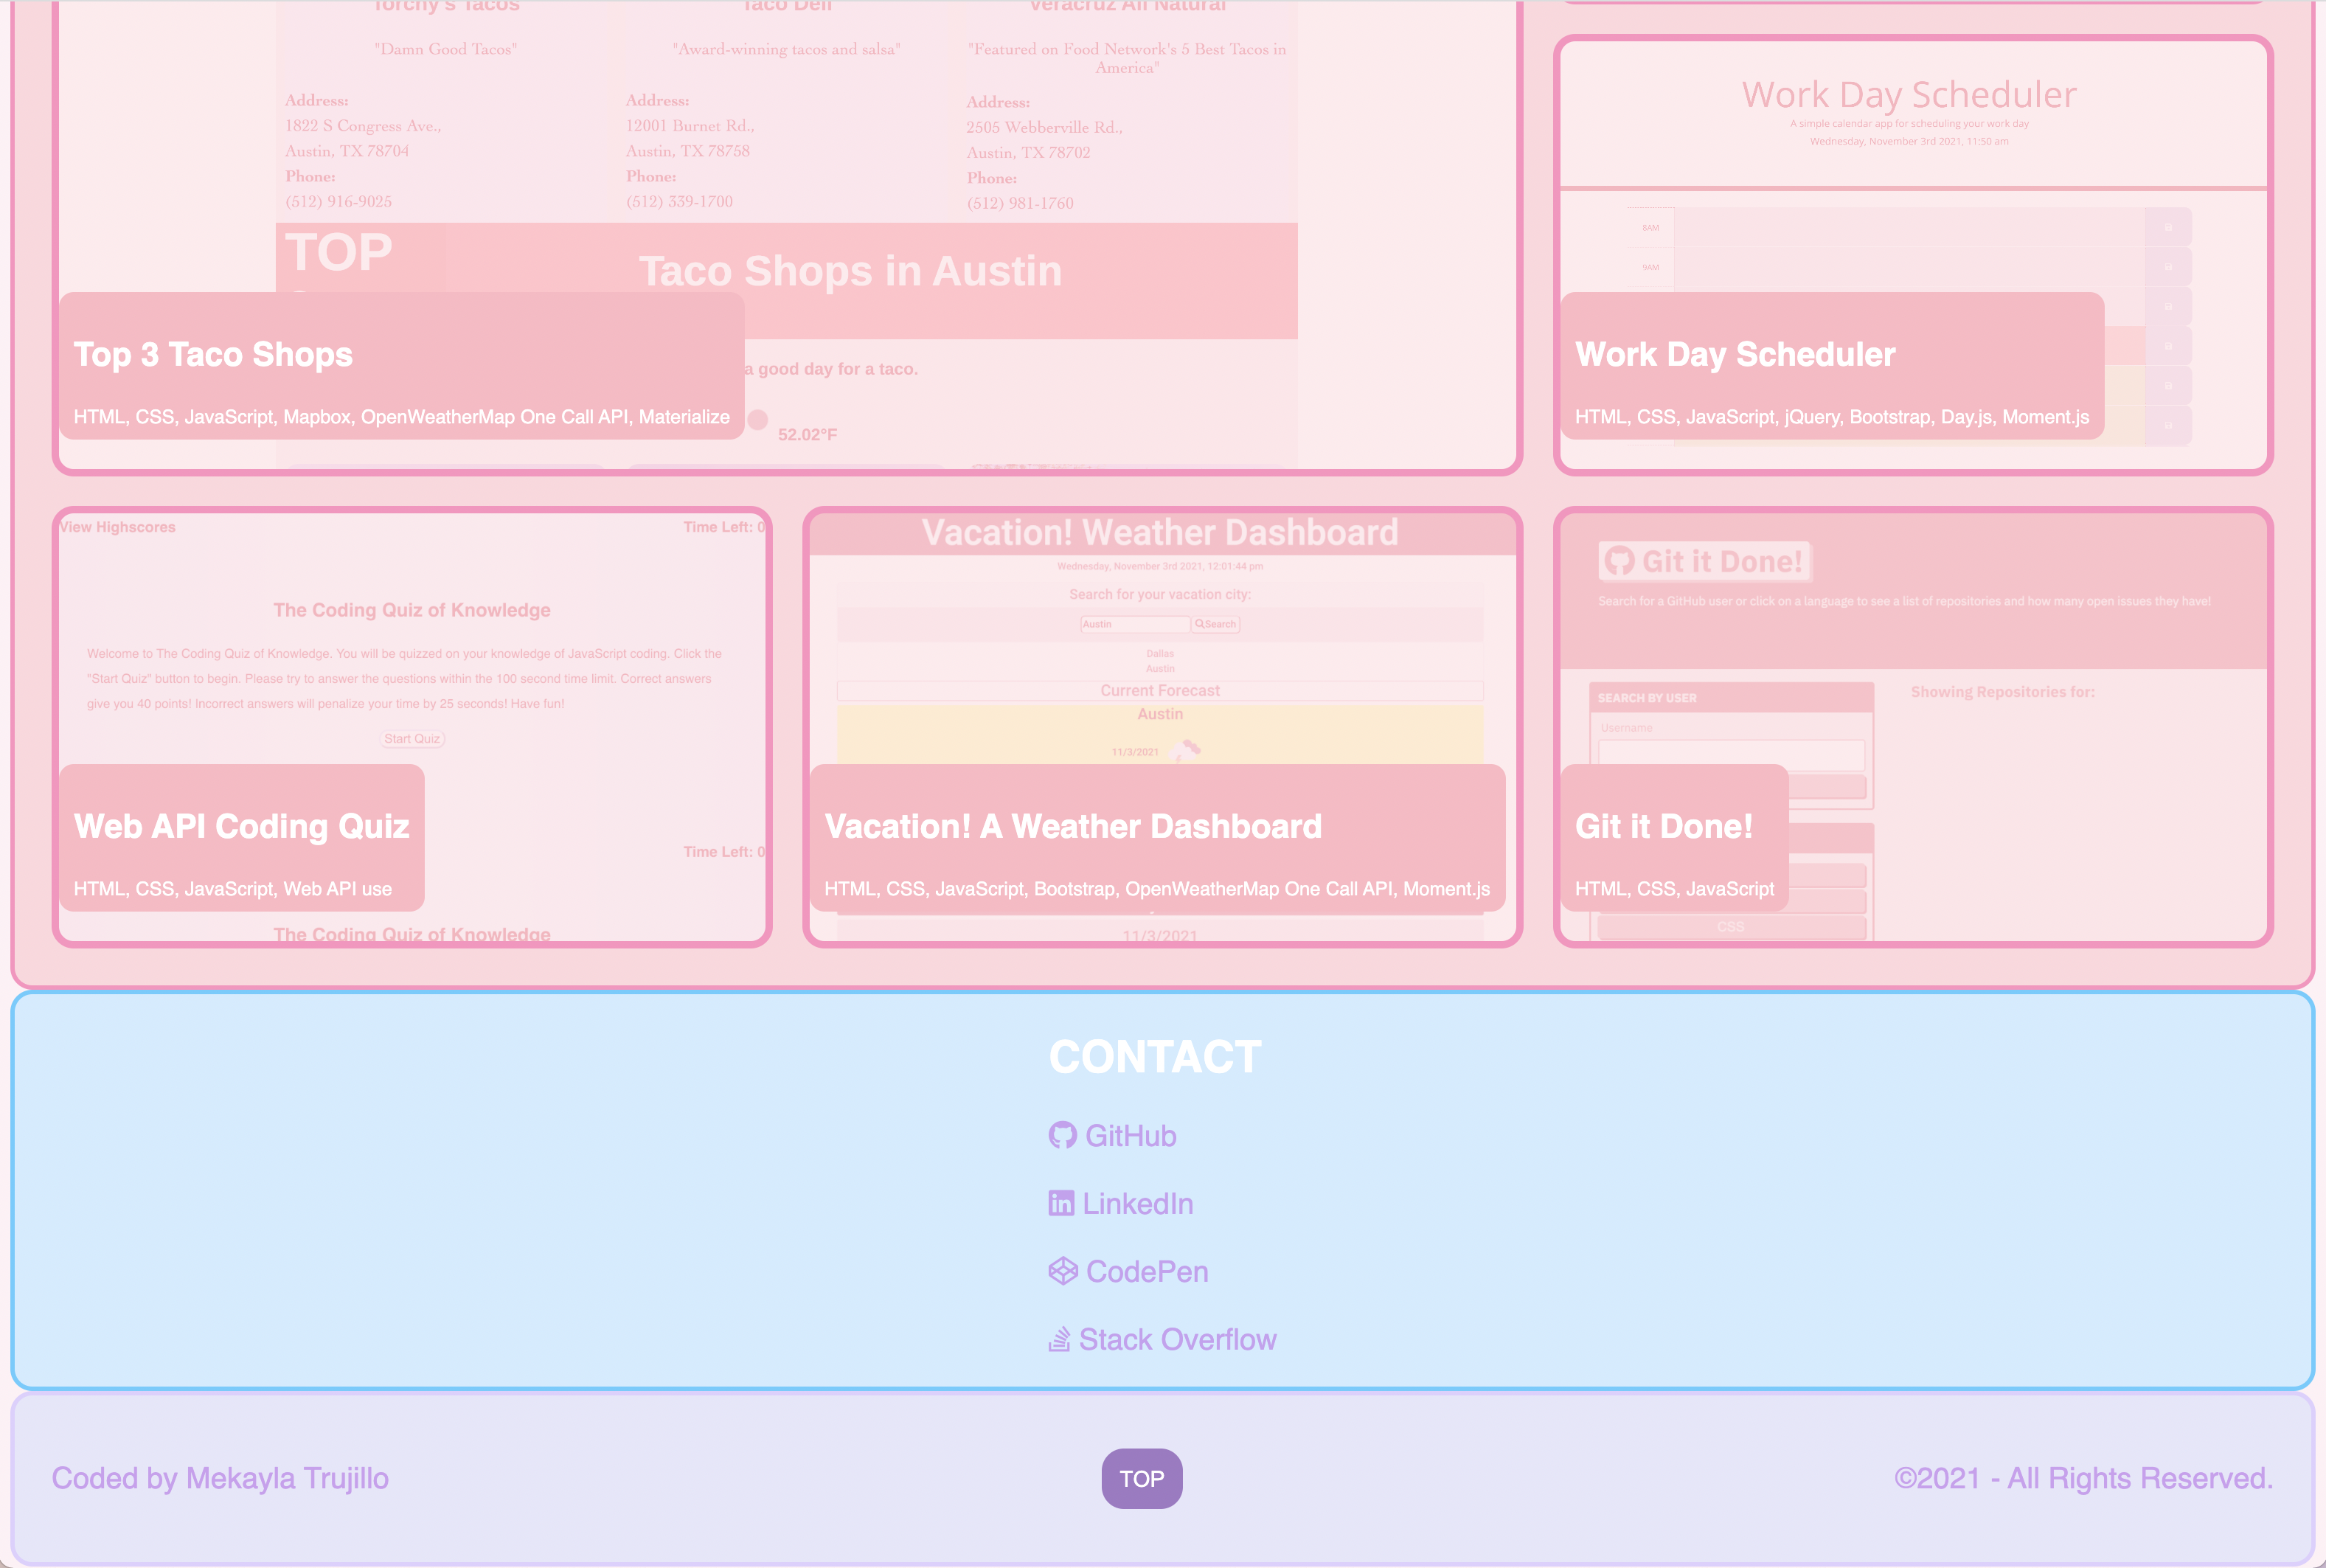 Torchy's Tacos
Taco Deli
Veracruz All Natural
"Damn Good Tacos"
"Award-winning tacos and salsa"
"Featured on Food Network's 5 Best Tacos in
America"
Address:
1822 S Congress Ave.,
Austin, TX 78704
Phone:
(512) 916-9025
Address:
12001 Burnet Rd.,
Austin, TX 78758
Phone:
(512) 339-1700
Address:
2505 Webberville Rd.,
Austin, TX 78702
Phone:
(512) 981-1760
TOP
Taco Shops in Austin
a good day for a taco.
52.02°F
Top 3 Taco Shops
HTML, CSS, JavaScript, Mapbox, OpenWeatherMap One Call API, Materialize
Work Day Scheduler
A simple calendar app for scheduling your work day
Wednesday, November 3rd 2021, 11:50 am
8AM
9AM
Work Day Scheduler
HTML, CSS, JavaScript, jQuery, Bootstrap, Day.js, Moment.js
View Highscores
Time Left: 0
The Coding Quiz of Knowledge
Welcome to The Coding Quiz of Knowledge. You will be quizzed on your knowledge of JavaScript coding. Click the
"Start Quiz" button to begin. Please try to answer the questions within the 100 second time limit. Correct answers
give you 40 points! Incorrect answers will penalize your time by 25 seconds! Have fun!
Start Quiz
Web API Coding Quiz
HTML, CSS, JavaScript, Web API use
Time Left: 0
The Coding Quiz of Knowledge
Vacation! Weather Dashboard
Wednesday, November 3rd 2021, 12:01:44 pm
Search for your vacation city:
Austin
Search
Dallas
Austin
Current Forecast
Austin
11/3/2021
Vacation! A Weather Dashboard
HTML, CSS, JavaScript, Bootstrap, OpenWeatherMap One Call API, Moment.js
11/3/2021
Git it Done!
Search for a GitHub user or click on a language to see a list of repositories and how many open issues they have!
SEARCH BY USER
Username
Showing Repositories for:
Git it Done!
HTML, CSS, JavaScript
CSS
CONTACT
GitHub
LinkedIn
CodePen
Stack Overflow
Coded by Mekayla Trujillo
TOP
©2021 - All Rights Reserved.